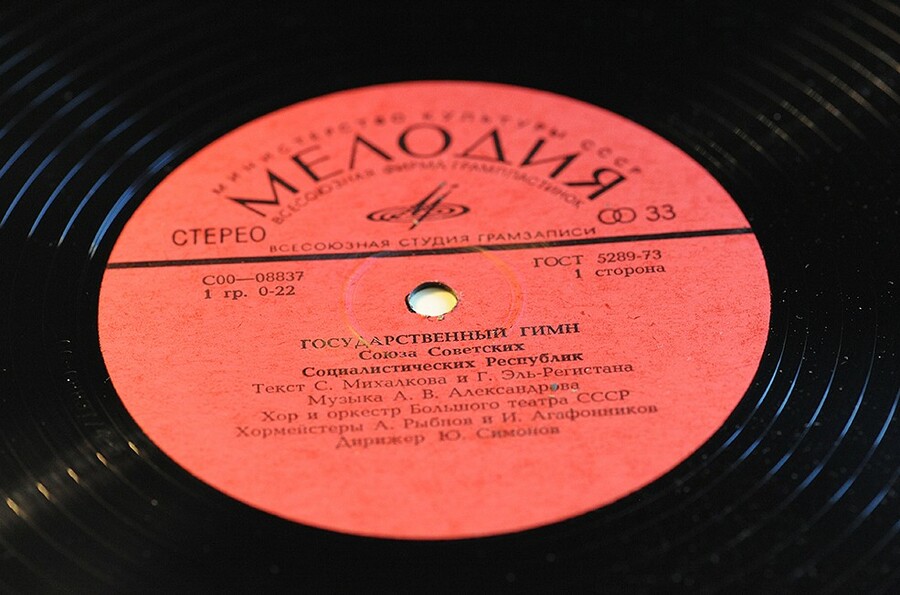 МИНИСТЕРСТВО КУЛЬТУРЫ СССР
МЕЛОДИЯ
ВСЕСОЮЗНАЯ ФИРМА ГРАМПЛАСТИНОК
СТЕРЕО
33
ВСЕСОЮЗНАЯ СТУДИЯ ГРАМЗАПИСИ
С00—08837
ГОСТ 5289-73
1 гр. 0-22
1 сторона
ГОСУДАРСТВЕННЫЙ ГИМН
Союза Советских
Социалистических Республик
Текст С. Михалкова и Г. Эль-Регистана
Музыка А. В. Александрова
Хор и оркестр Большого театра СССР
Хормейстеры А. Рыбнов и И. Агафонников
Дирижер Ю. Симонов